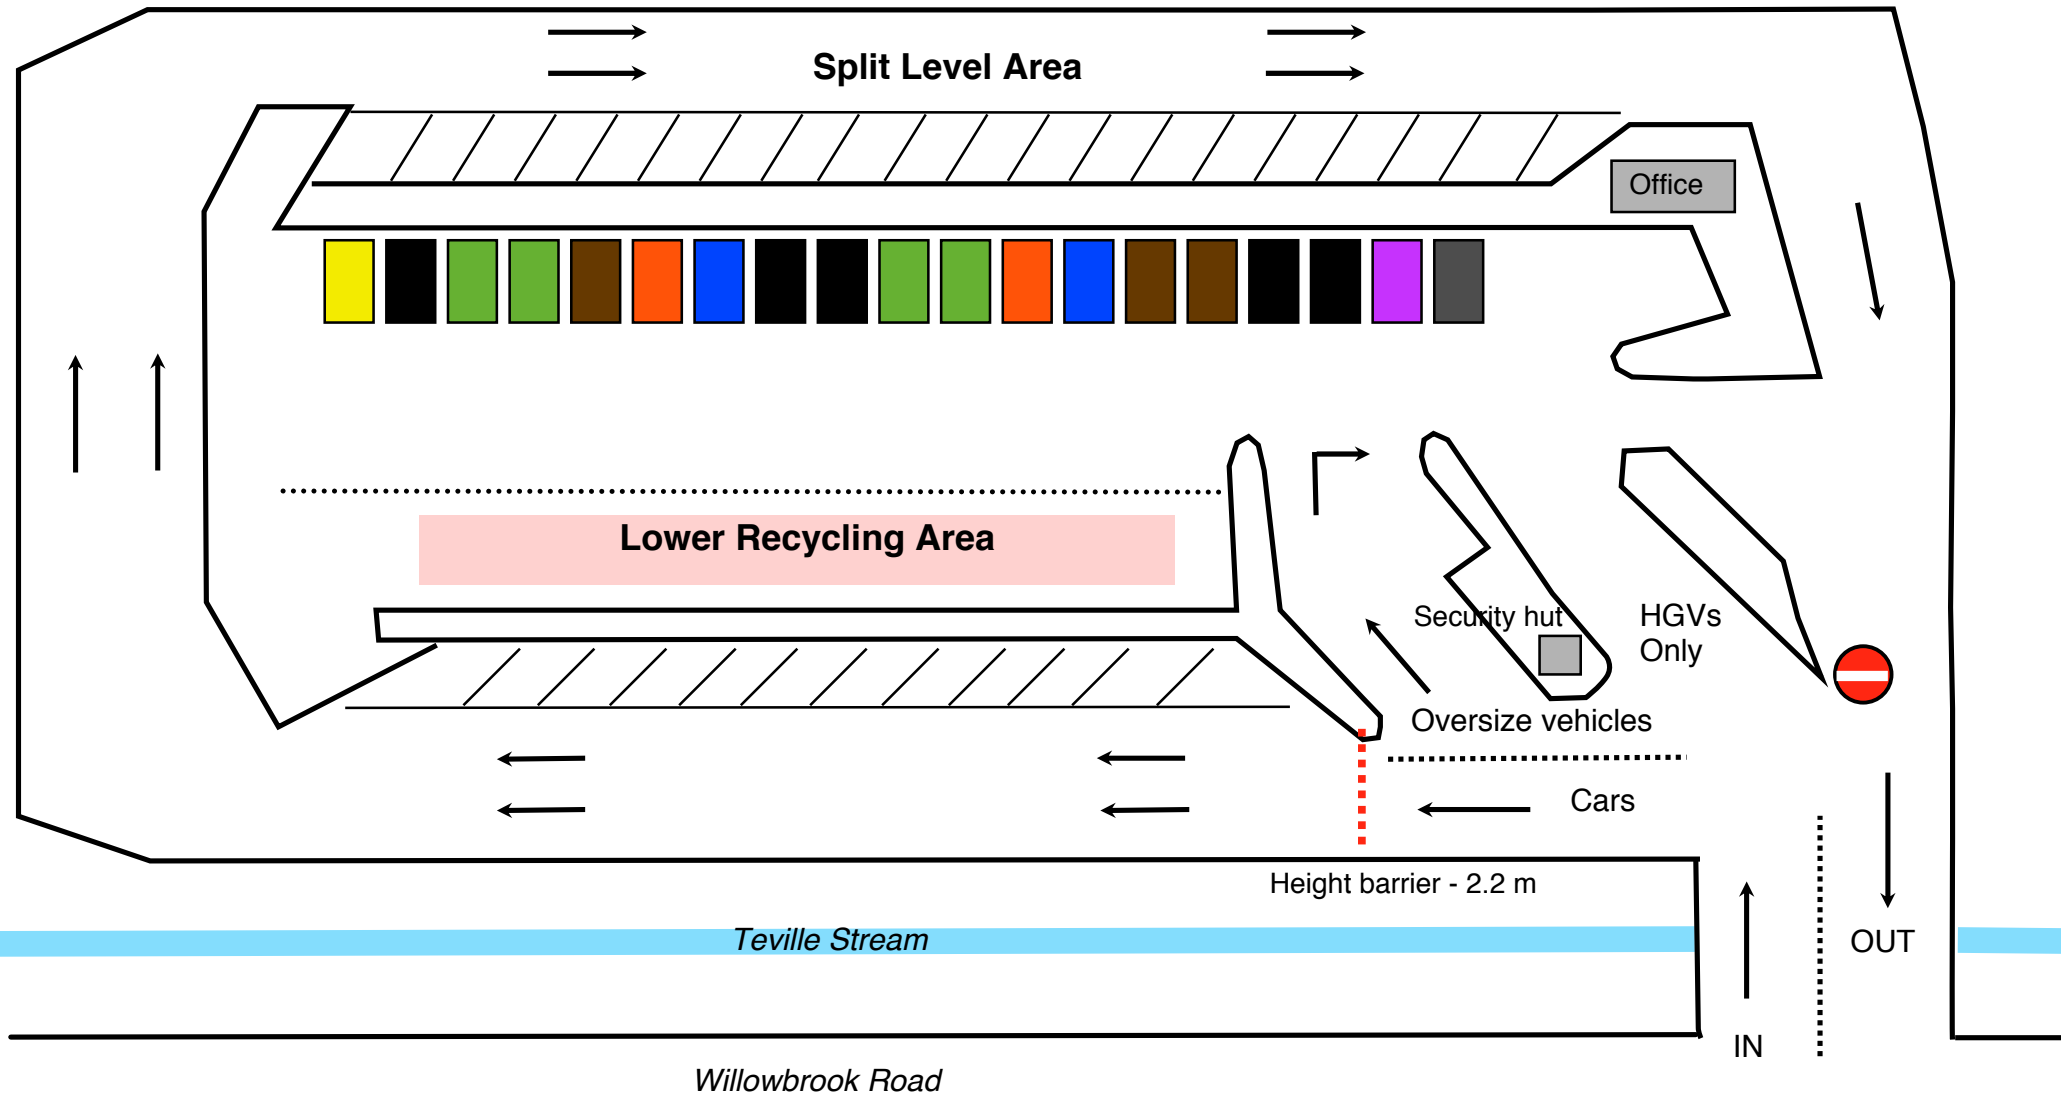 Split Level Area
Office
Lower Recycling Area
Security hut
HGVs
Only
Oversize vehicles
Cars
Height barrier - 2.2 m
Teville Stream
OUT
IN
Willowbrook Road